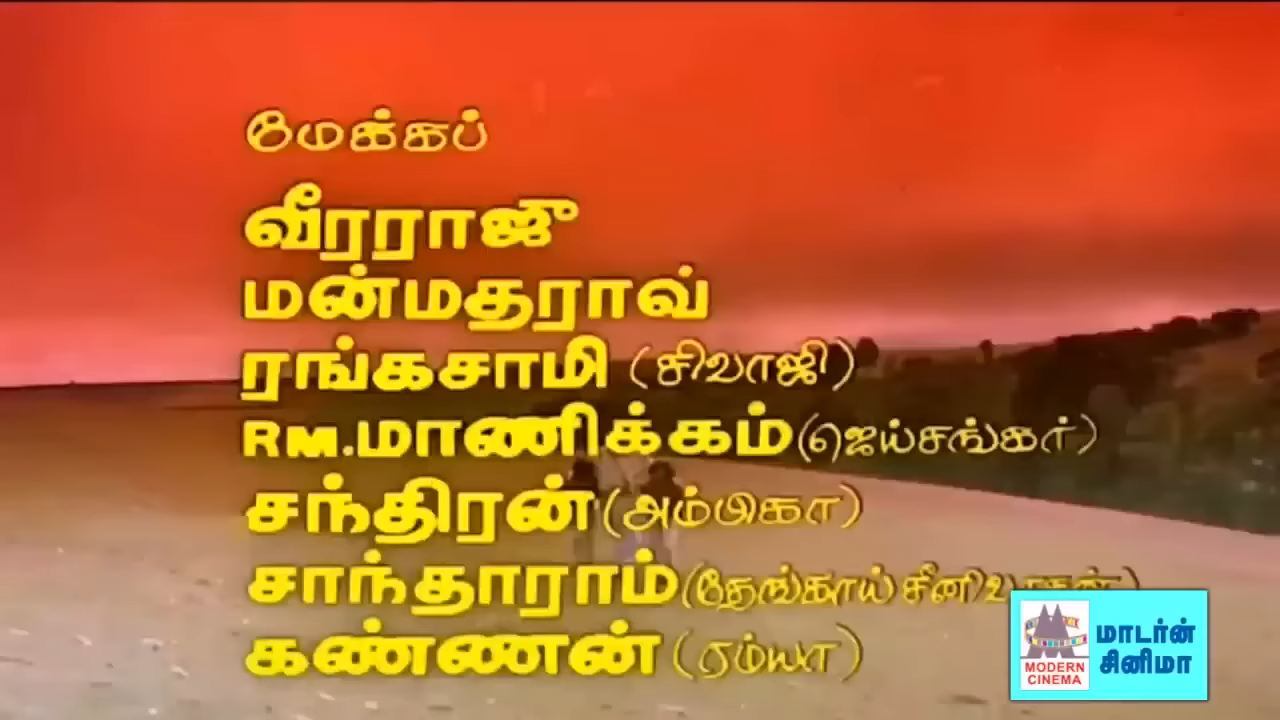 மேக்கப்
வீரராஜூ
மன்மதராவ்
ரங்கசாமி (சிவாஜி)
RM.மாணிக்கம் (ஜெய்சங்கர்)
சந்திரன் (அம்பிகா)
சாந்தாராம் (தேங்காய் சீனிவாசன்)
கண்ணன் (ரம்யா)
MODERN CINEMA
மாடர்ன்
சினிமா